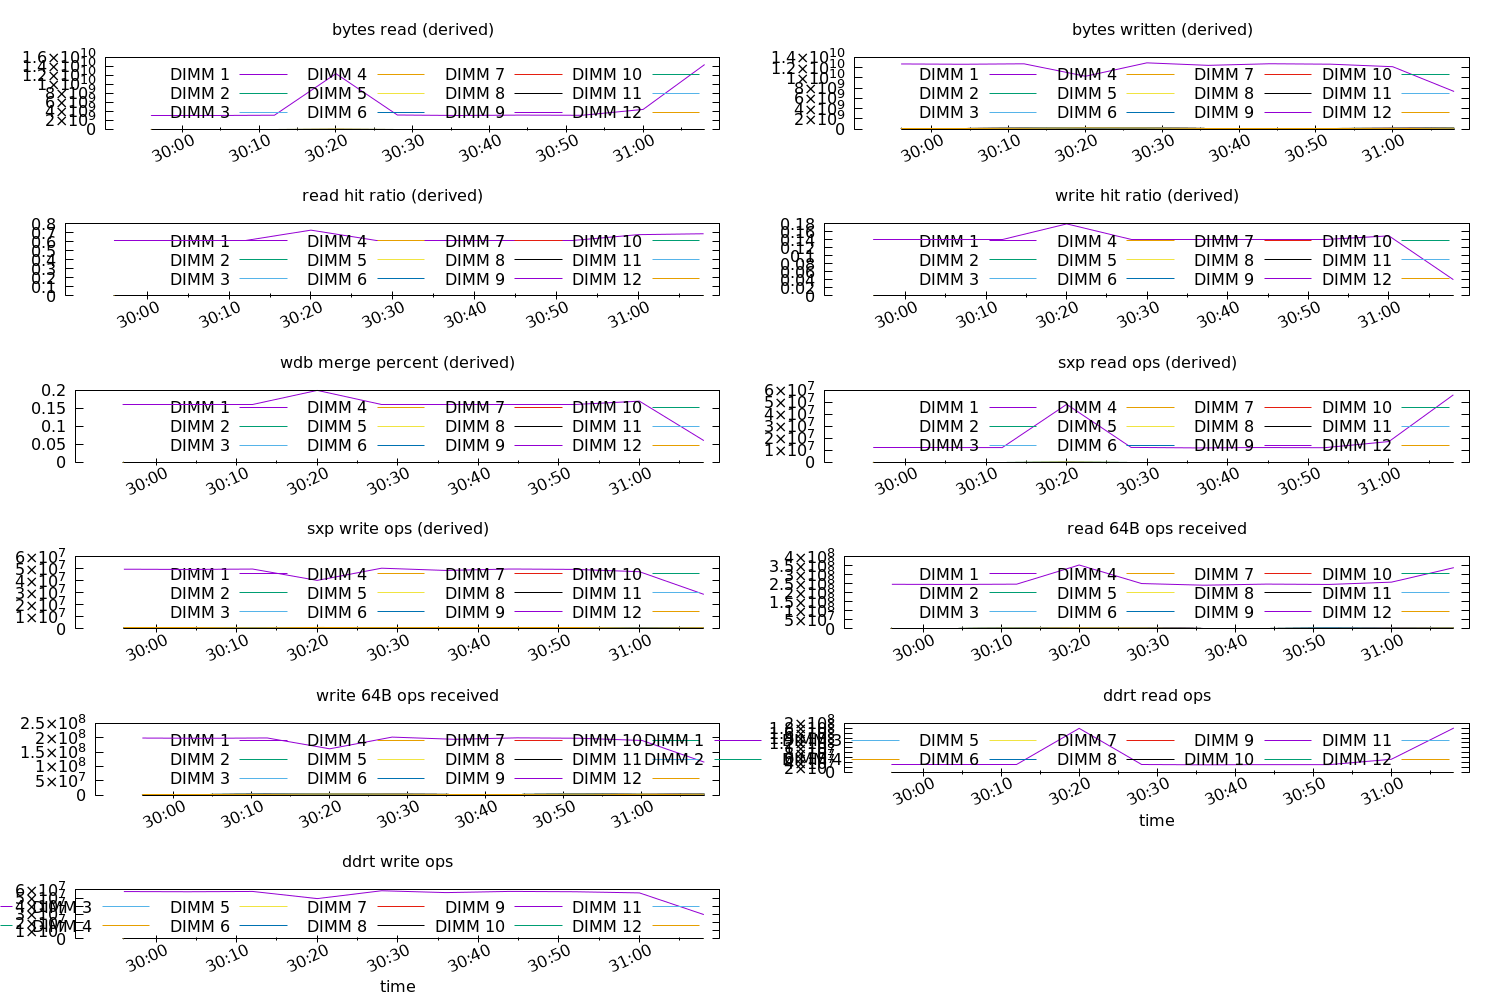 bytes read (derived)
1.6×10^10
1.4×10^10
1.2×10^10
1×10^10
8×10^9
6×10^9
4×10^9
2×10^9
0
DIMM 1 DIMM 4 DIMM 7 DIMM 10
DIMM 2 DIMM 5 DIMM 8 DIMM 11
DIMM 3 DIMM 6 DIMM 9 DIMM 12
30:00 30:10 30:20 30:30 30:40 30:50 31:00
bytes written (derived)
1.4×10^10
1.2×10^10
1×10^10
8×10^9
6×10^9
4×10^9
2×10^9
0
DIMM 1 DIMM 4 DIMM 7 DIMM 10
DIMM 2 DIMM 5 DIMM 8 DIMM 11
DIMM 3 DIMM 6 DIMM 9 DIMM 12
30:00 30:10 30:20 30:30 30:40 30:50 31:00
read hit ratio (derived)
0.8
0.7
0.6
0.5
0.4
0.3
0.2
0.1
0
DIMM 1 DIMM 4 DIMM 7 DIMM 10
DIMM 2 DIMM 5 DIMM 8 DIMM 11
DIMM 3 DIMM 6 DIMM 9 DIMM 12
30:00 30:10 30:20 30:30 30:40 30:50 31:00
write hit ratio (derived)
0.18
0.16
0.14
0.12
0.1
0.08
0.06
0.04
0.02
0
DIMM 1 DIMM 4 DIMM 7 DIMM 10
DIMM 2 DIMM 5 DIMM 8 DIMM 11
DIMM 3 DIMM 6 DIMM 9 DIMM 12
30:00 30:10 30:20 30:30 30:40 30:50 31:00
wdb merge percent (derived)
0.2
0.15
0.1
0.05
0
DIMM 1 DIMM 4 DIMM 7 DIMM 10
DIMM 2 DIMM 5 DIMM 8 DIMM 11
DIMM 3 DIMM 6 DIMM 9 DIMM 12
30:00 30:10 30:20 30:30 30:40 30:50 31:00
sxp read ops (derived)
6×10^7
5×10^7
4×10^7
3×10^7
2×10^7
1×10^7
0
DIMM 1 DIMM 4 DIMM 7 DIMM 10
DIMM 2 DIMM 5 DIMM 8 DIMM 11
DIMM 3 DIMM 6 DIMM 9 DIMM 12
30:00 30:10 30:20 30:30 30:40 30:50 31:00
sxp write ops (derived)
6×10^7
5×10^7
4×10^7
3×10^7
2×10^7
1×10^7
0
DIMM 1 DIMM 4 DIMM 7 DIMM 10
DIMM 2 DIMM 5 DIMM 8 DIMM 11
DIMM 3 DIMM 6 DIMM 9 DIMM 12
30:00 30:10 30:20 30:30 30:40 30:50 31:00
read 64B ops received
4×10^8
3.5×10^8
3×10^8
2.5×10^8
2×10^8
1.5×10^8
1×10^8
5×10^7
0
DIMM 1 DIMM 4 DIMM 7 DIMM 10
DIMM 2 DIMM 5 DIMM 8 DIMM 11
DIMM 3 DIMM 6 DIMM 9 DIMM 12
30:00 30:10 30:20 30:30 30:40 30:50 31:00
write 64B ops received
2.5×10^8
2×10^8
1.5×10^8
1×10^8
5×10^7
0
DIMM 1 DIMM 4 DIMM 7 DIMM 10
DIMM 2 DIMM 5 DIMM 8 DIMM 11
DIMM 3 DIMM 6 DIMM 9 DIMM 12
30:00 30:10 30:20 30:30 30:40 30:50 31:00
ddrt read ops
2×10^8
0
DIMM 1 DIMM 3 DIMM 5 DIMM 7 DIMM 9 DIMM 11
DIMM 2 DIMM 4 DIMM 6 DIMM 8 DIMM 10 DIMM 12
30:00 30:10 30:20 30:30 30:40 30:50 31:00
time
ddrt write ops
6×10^7
1×10^7
0
DIMM 3 DIMM 5 DIMM 7 DIMM 9 DIMM 11
DIMM 4 DIMM 6 DIMM 8 DIMM 10 DIMM 12
30:00 30:10 30:20 30:30 30:40 30:50 31:00
time